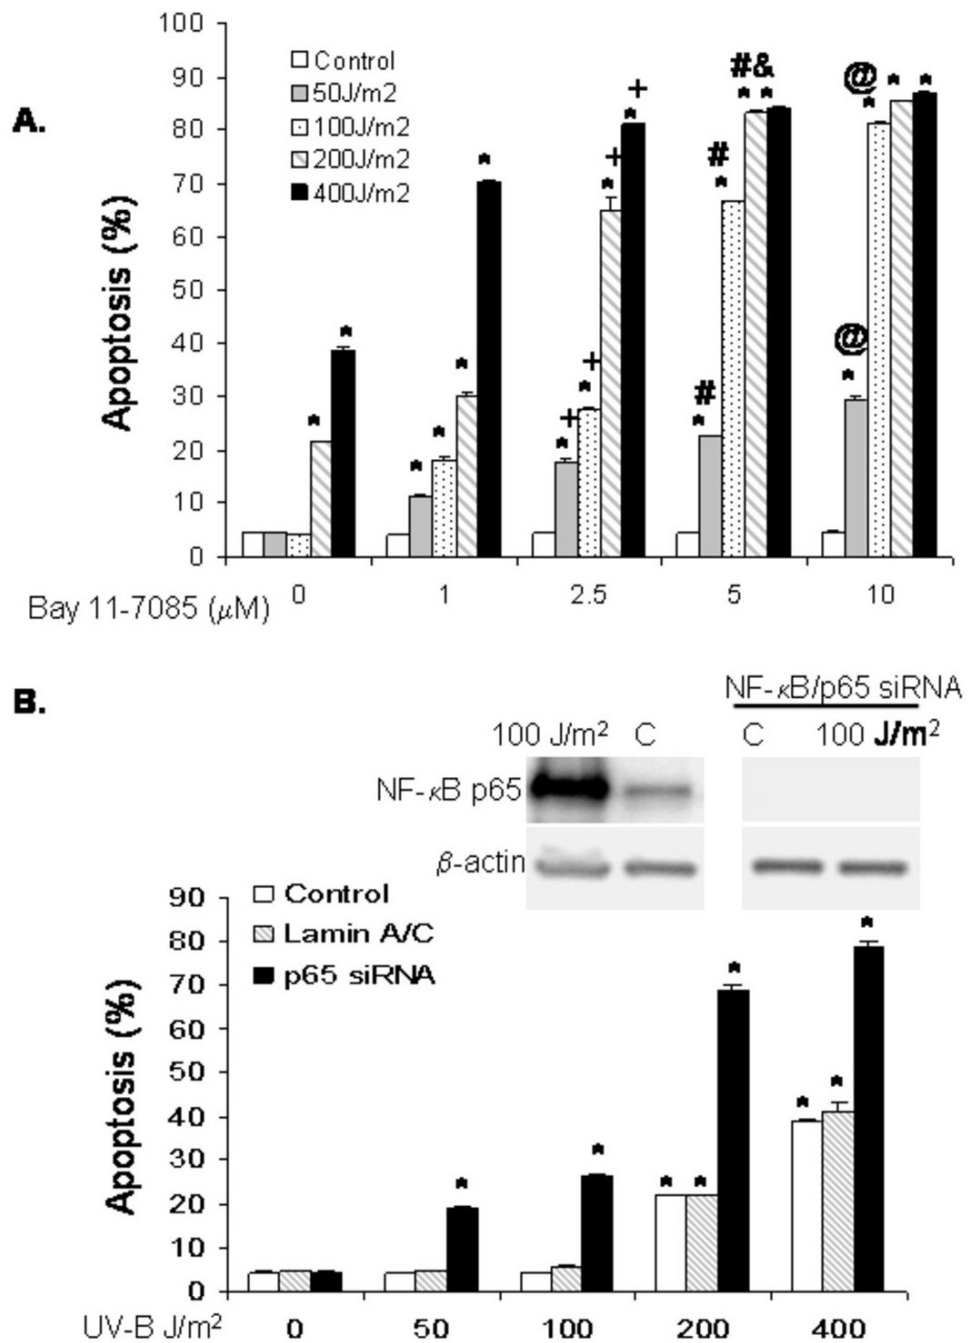 A.
100
90
80
70
60
50
40
30
20
10
0
Apoptosis (%)
Control
50J/m2
100J/m2
200J/m2
400J/m2
* *
* * * *
* + * + * + * +
* # * # * # * &
* @ * @ * *
0 1 2.5 5 10
Bay 11-7085 (μM)
B.
NF-κB/p65 siRNA
100 J/m² C C 100 J/m²
NF-κB p65
β-actin
Control
Lamin A/C
p65 siRNA
90
80
70
60
50
40
30
20
10
0
Apoptosis (%)
* * * * * * * *
UV-B J/m² 0 50 100 200 400